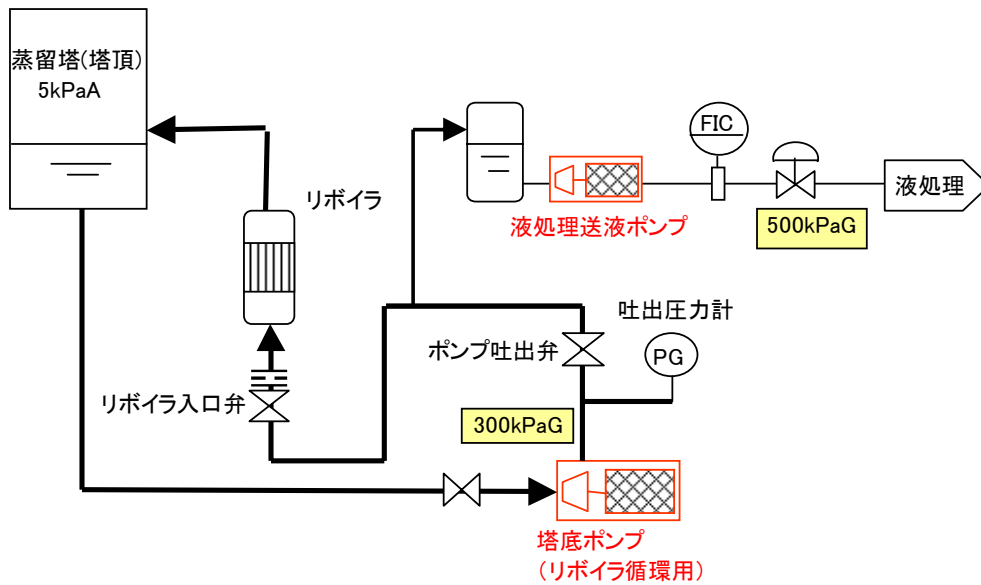 蒸留塔(塔頂)
5kPaA
FIC
液処理
リボイラ
液処理送液ポンプ
500kPaG
吐出圧力計
ポンプ吐出弁
PG
リボイラ入口弁
300kPaG
塔底ポンプ
(リボイラ循環用)